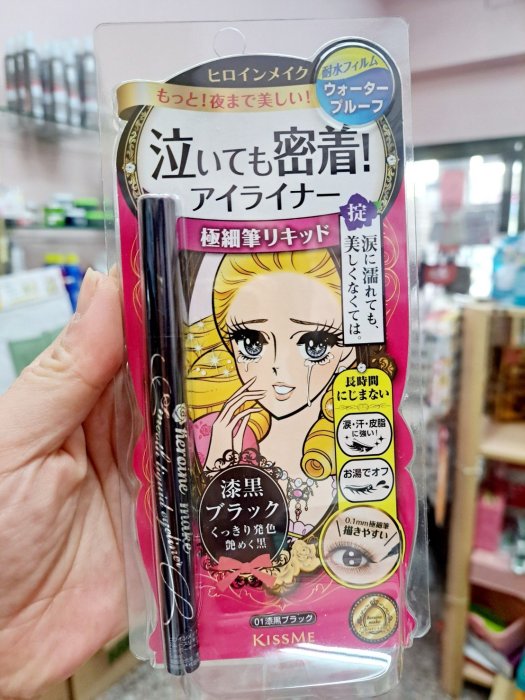 ヒロインメイク
もっと!夜まで美しい!
耐水フィルム
ウォーター
プルーフ
泣いても密着!
アイライナー
極細筆リキッド
掟
涙に濡れても、
美しくなくては。
長時間
にじまない
涙・汗・皮脂
に強い!
お湯でオフ
0.1mm極細筆
描きやすい
漆黒
ブラック
くっきり発色
艶めく黒
heroine make
01漆黒ブラック
KISSME